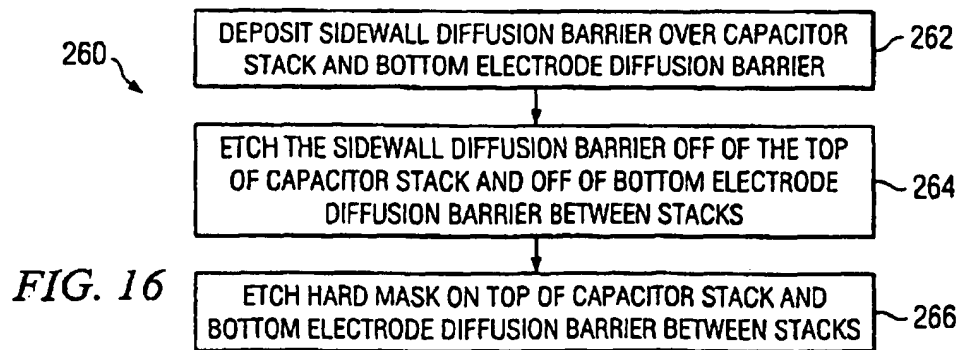 260
DEPOSIT SIDEWALL DIFFUSION BARRIER OVER CAPACITOR
STACK AND BOTTOM ELECTRODE DIFFUSION BARRIER
262
ETCH THE SIDEWALL DIFFUSION BARRIER OFF OF THE TOP
OF CAPACITOR STACK AND OFF OF BOTTOM ELECTRODE
DIFFUSION BARRIER BETWEEN STACKS
264
FIG. 16
ETCH HARD MASK ON TOP OF CAPACITOR STACK AND
BOTTOM ELECTRODE DIFFUSION BARRIER BETWEEN STACKS
266